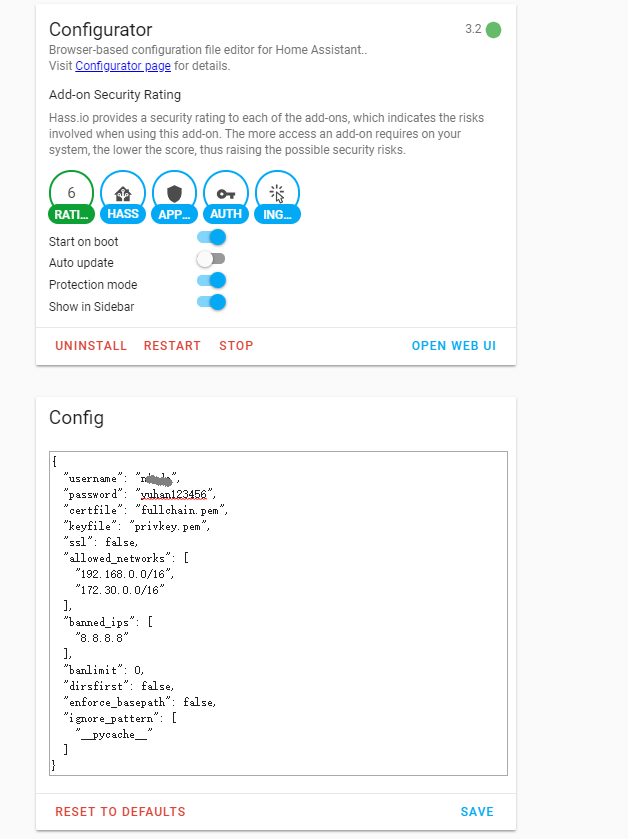 Configurator
3.2
Browser-based configuration file editor for Home Assistant..
Visit Configurator page for details.
Add-on Security Rating
Hass.io provides a security rating to each of the add-ons, which indicates the risks
involved when using this add-on. The more access an add-on requires on your
system, the lower the score, thus raising the possible security risks.
6
RATI... HASS APP... AUTH ING...
Start on boot
Auto update
Protection mode
Show in Sidebar
UNINSTALL RESTART STOP OPEN WEB UI
Config
{
"username": "
"password": "yuhan123456",
"certfile": "fullchain.pem",
"keyfile": "privkey.pem",
"ssl": false,
"allowed_networks": [
"192.168.0.0/16",
"172.30.0.0/16"
],
"banned_ips": [
"8.8.8.8"
],
"banlimit": 0,
"dirsfirst": false,
"enforce_basepath": false,
"ignore_pattern": [
"__pycache__"
]
}
RESET TO DEFAULTS SAVE